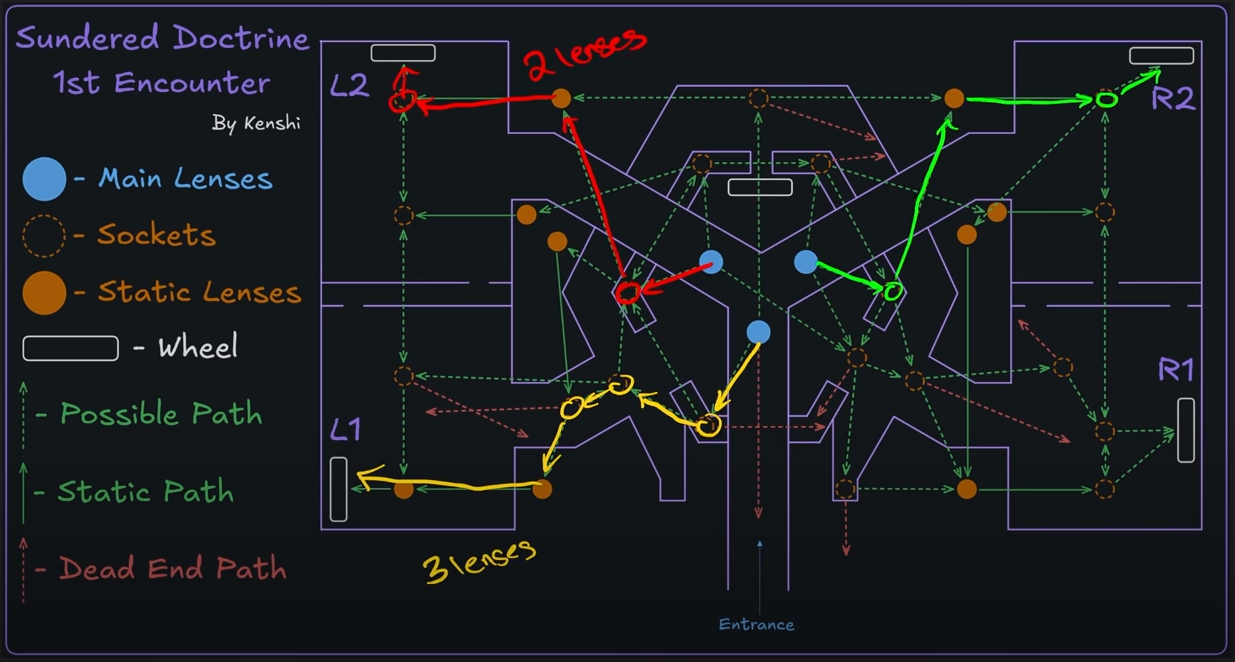 Sundered Doctrine
1st Encounter
By Kenshi
- Main Lenses
- Sockets
- Static Lenses
- Wheel
- Possible Path
- Static Path
- Dead End Path
2 lenses
L2
R2
L1
R1
3 lenses
Entrance